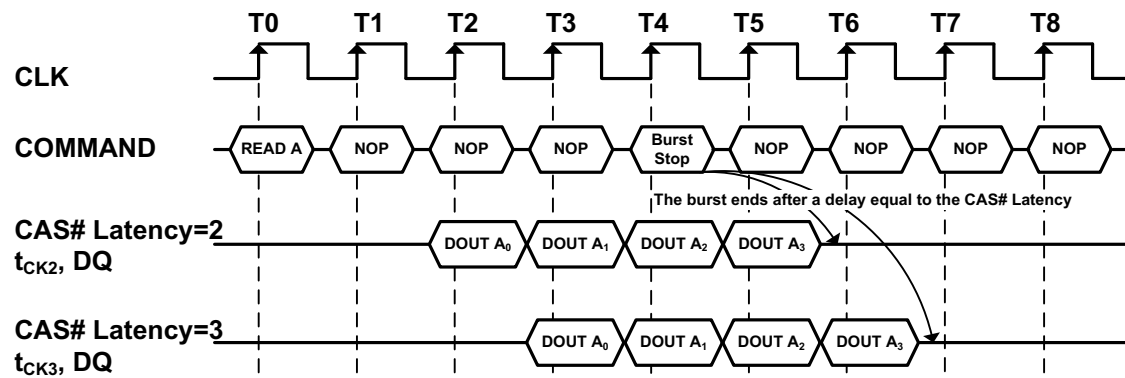 T0 T1 T2 T3 T4 T5 T6 T7 T8
CLK
COMMAND
READ A NOP NOP NOP Burst Stop NOP NOP NOP NOP
The burst ends after a delay equal to the CAS# Latency
CAS# Latency=2
tCK2, DQ
DOUT A0 DOUT A1 DOUT A2 DOUT A3
CAS# Latency=3
tCK3, DQ
DOUT A0 DOUT A1 DOUT A2 DOUT A3